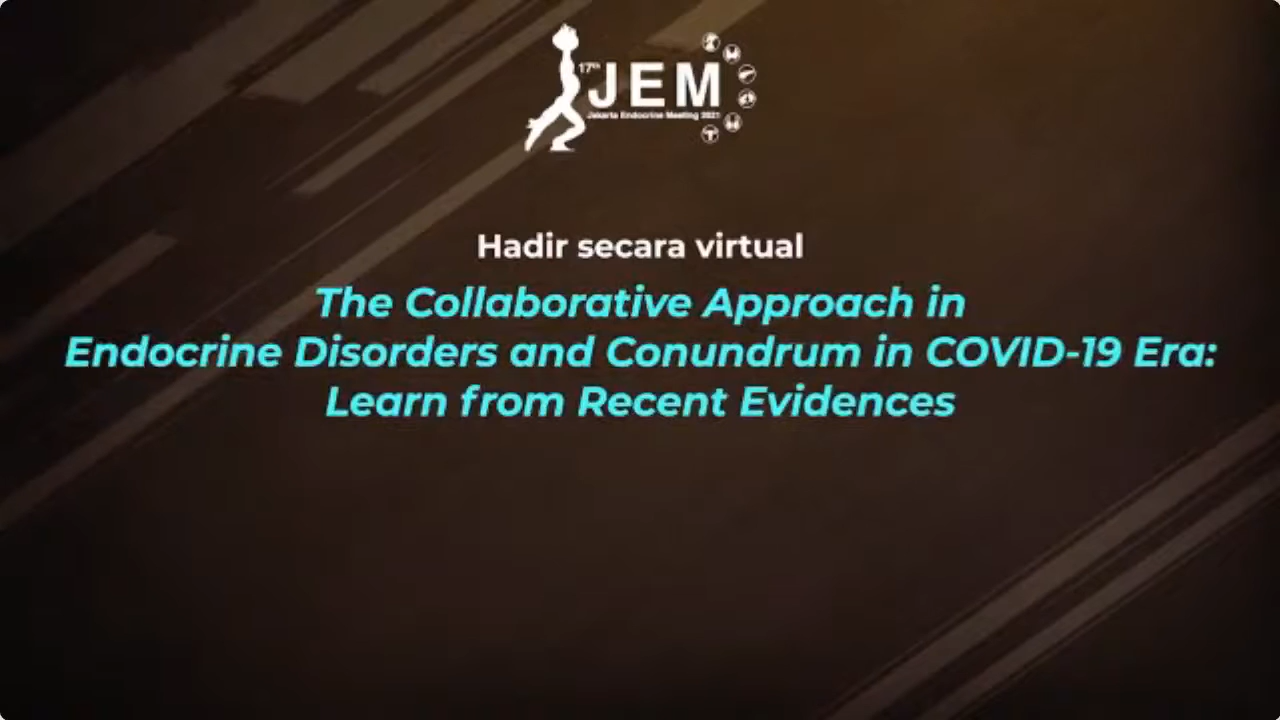 17th JEM
Jakarta Endocrine Meeting 2021
Hadir secara virtual
The Collaborative Approach in
Endocrine Disorders and Conundrum in COVID-19 Era:
Learn from Recent Evidences